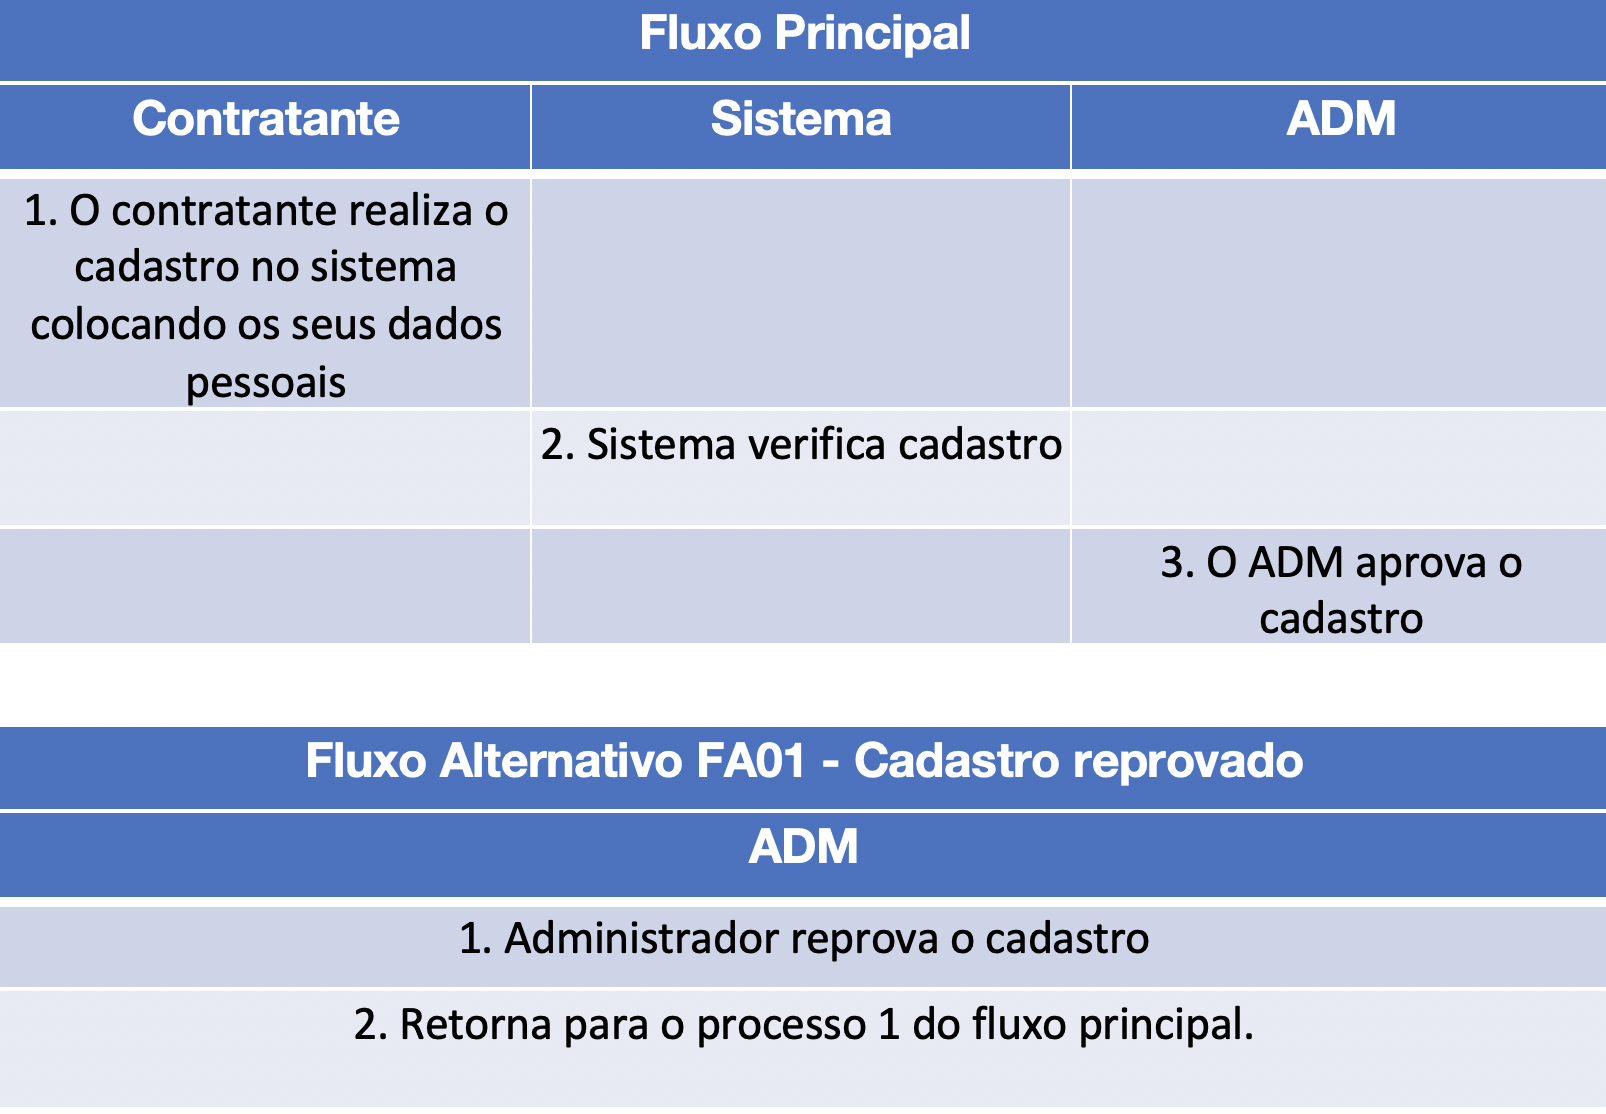 Fluxo Principal
Contratante Sistema ADM
1. O contratante realiza o
cadastro no sistema
colocando os seus dados
pessoais
2. Sistema verifica cadastro
3. O ADM aprova o
cadastro
Fluxo Alternativo FA01 - Cadastro reprovado
ADM
1. Administrador reprova o cadastro
2. Retorna para o processo 1 do fluxo principal.